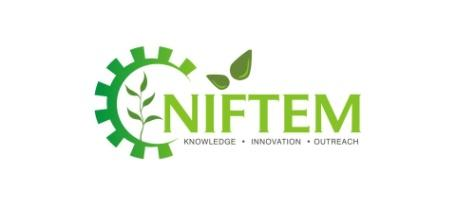 NIFTEM
KNOWLEDGE • INNOVATION • OUTREACH